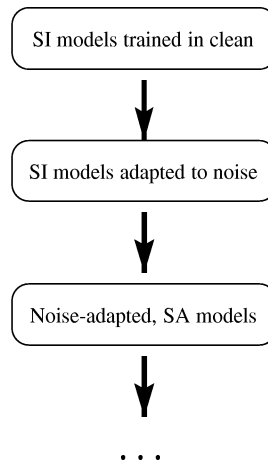 SI models trained in clean
SI models adapted to noise
Noise-adapted, SA models
. . .